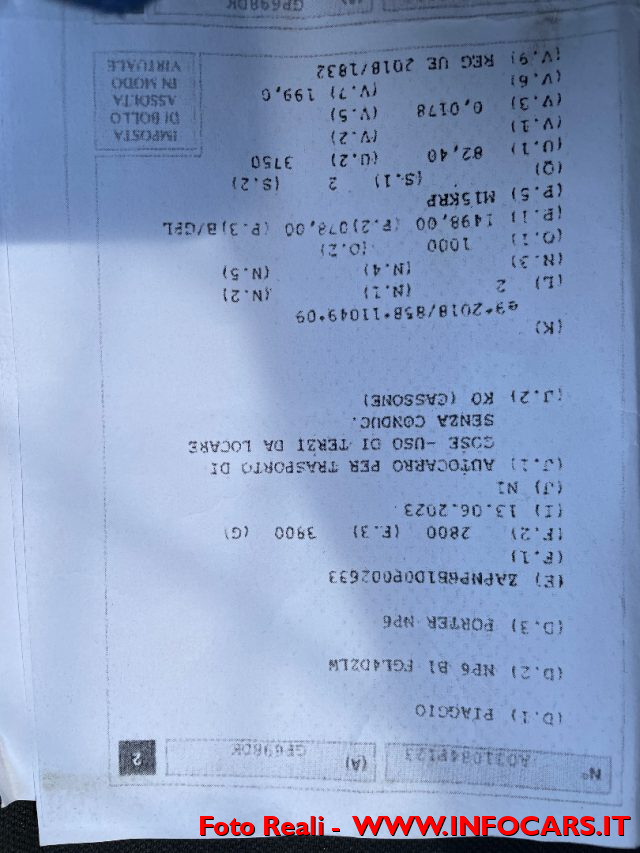 N° A031084PI23 (A) GP698DK 2
(D.1) PIAGGIO
(D.2) NP6 B1 FGL4DZLW
(D.3) PORTER NP6
(E)
(F.1)
(F.2) 2800 (F.3) 3900 (G)
(I) 13.06.2023
(J) N1
(J.1) AUTOCARRO PER TRASPORTO DI
COSE -USO DI TERZI DA LOCARE
SENZA CONDUC.
(J.2) KO (CASSONE)
(K)
e9*2018/858*11049*09
(L) 2 (N.1) (N.2)
(N.3) (N.4) (N.5)
(O.1) 1000 (O.2)
(P.1) 1498,00 (P.2)078,00 (P.3)B/GPL
(P.5) M15KRP
(Q) (S.1) 2 (S.2)
(U.1) 82,40 (U.2) 3750
(V.1) (V.2)
(V.3) 0,0178 (V.5)
(V.6) (V.7) 199,0
(V.9) REG UE 2018/1832
IMPOSTA
DI BOLLO
ASSOLTA
IN MODO
VIRTUALE
GP698DK
Foto Reali - WWW.INFOCARS.IT